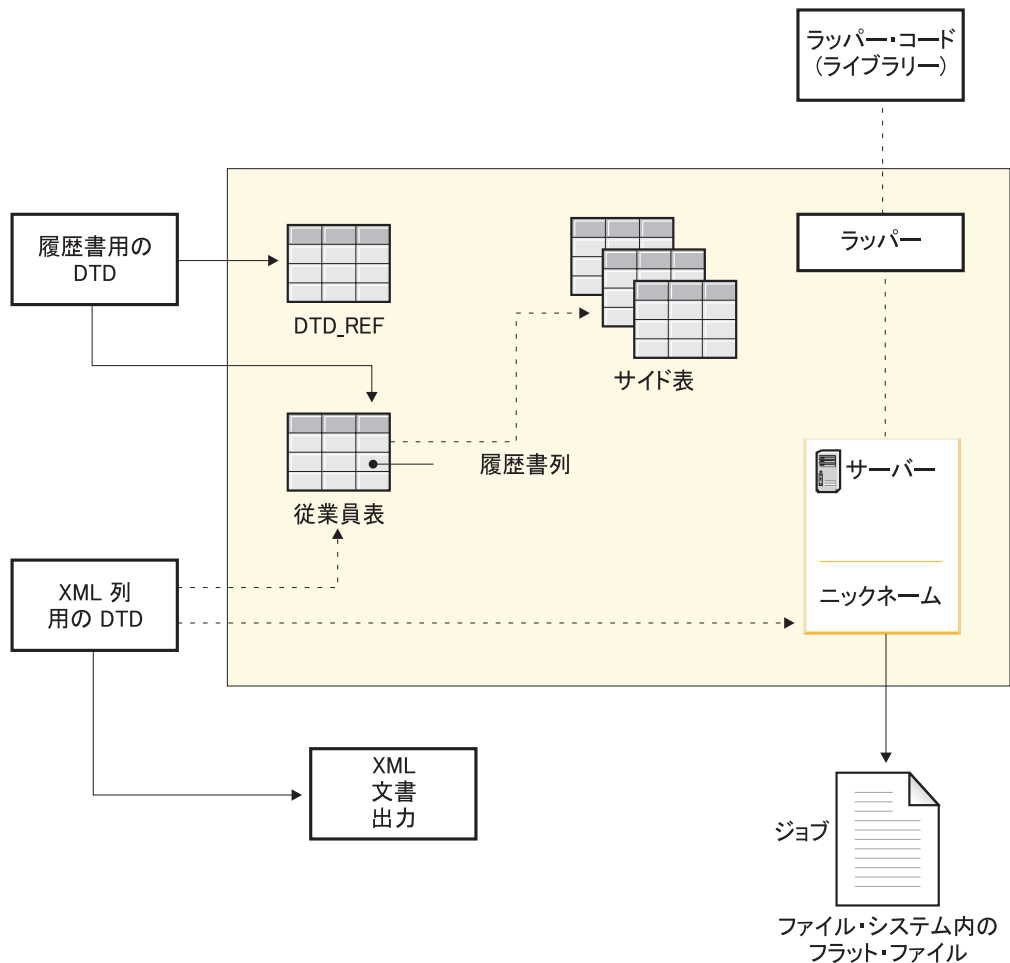 ラッパー・コード
(ライブラリー)
履歴書用の
DTD
ラッパー
DTD_REF
サイド表
履歴書列
サーバー
従業員表
XML 列
用の DTD
ニックネーム
XML
文書
出力
ジョブ
ファイル・システム内の
フラット・ファイル